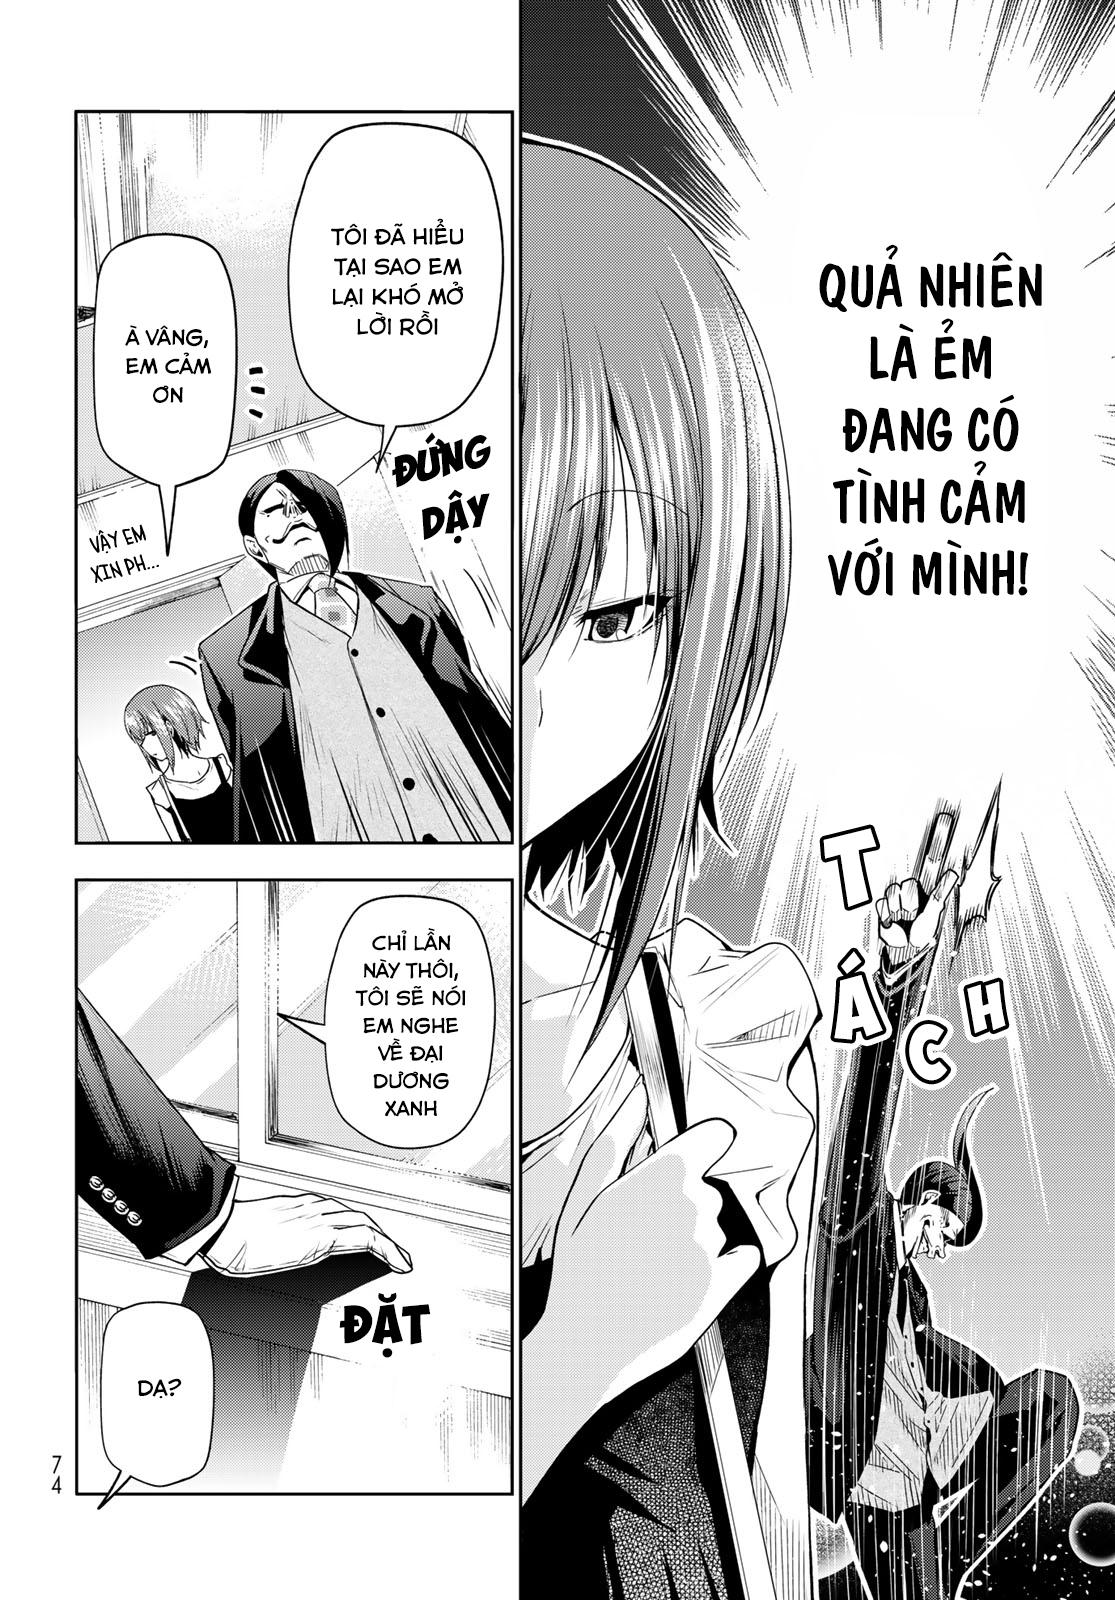 QUẢ NHIÊN
LÀ ẺM
ĐANG CÓ
TÌNH CẢM
VỚI MÌNH!
TÁCH
TÔI ĐÃ HIỂU
TẠI SAO EM
LẠI KHÓ MỞ
LỜI RỒI
ĐỨNG
DẬY
À VÂNG,
EM CẢM
ƠN
VẬY EM
XIN PH...
CHỈ LẦN
NÀY THÔI,
TÔI SẼ NÓI
EM NGHE
VỀ ĐẠI
DƯƠNG
XANH
ĐẶT
DẠ?
74